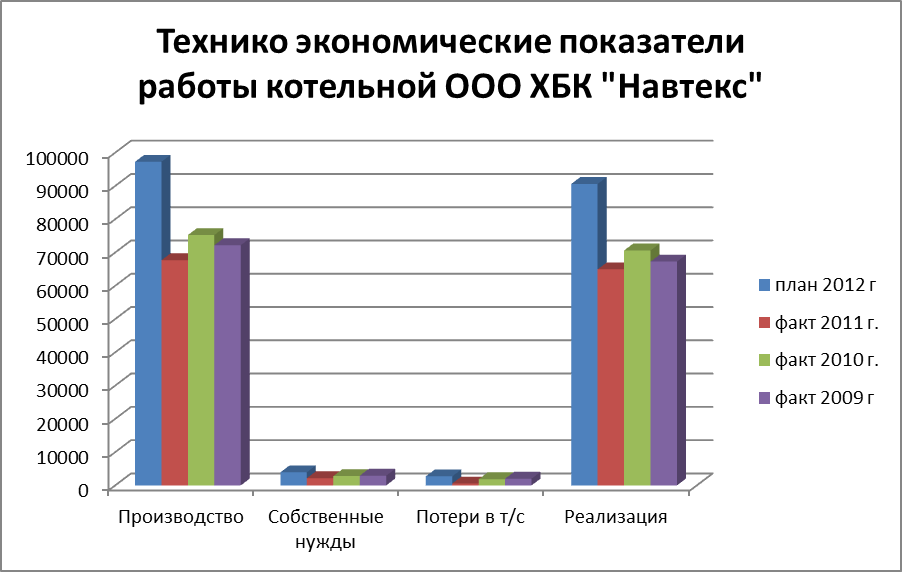 Технико экономические показатели
работы котельной ООО ХБК "Навтекс"
100000
90000
80000
70000
60000
50000
40000
30000
20000
10000
0
Производство
Собственные
нужды
Потери в т/с
Реализация
план 2012 г
факт 2011 г.
факт 2010 г.
факт 2009 г